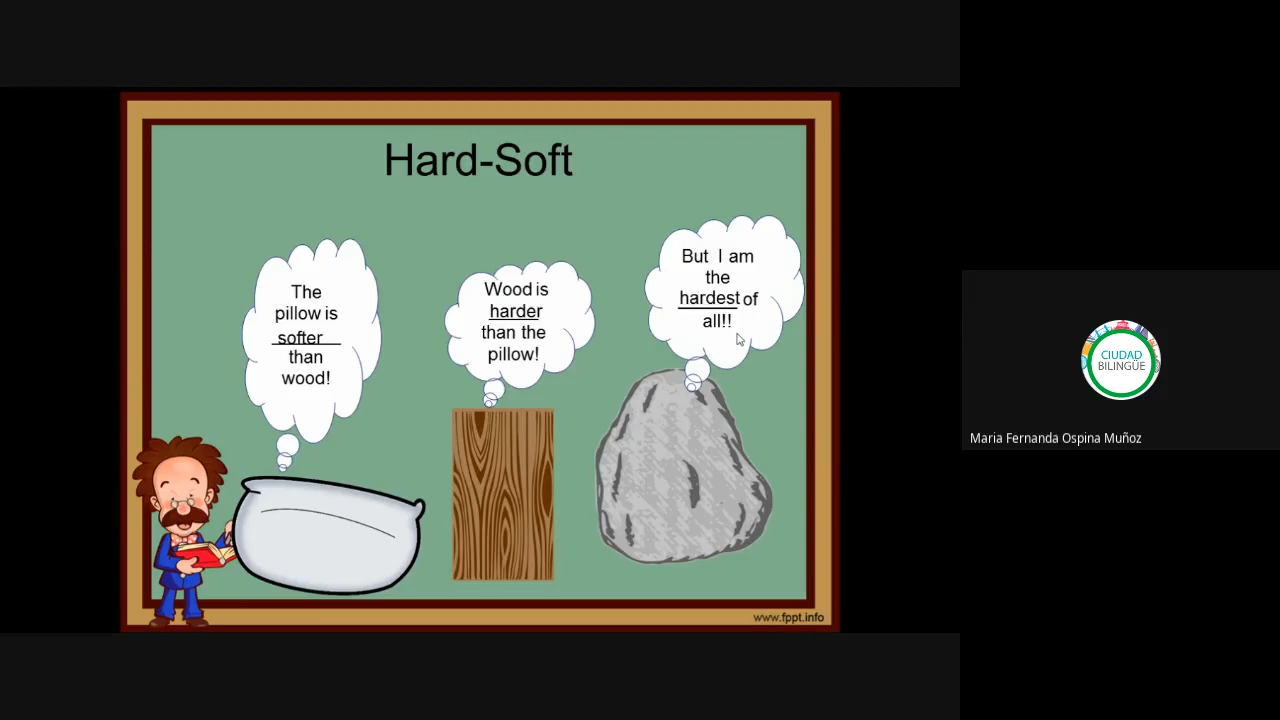 Hard-Soft
The
pillow is
softer
than
wood!
Wood is
harder
than the
pillow!
But I am
the
hardest of
all!!
www.fppt.info
CIUDAD
BILINGÜE
Maria Fernanda Ospina Muñoz